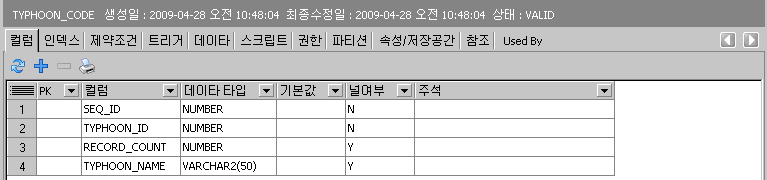 TYPHOON_CODE 생성일 : 2009-04-28 오전 10:48:04 최종수정일 : 2009-04-28 오전 10:48:04 상태 : VALID
컬럼 인덱스 제약조건 트리거 데이타 스크립트 권한 파티션 속성/저장공간 참조 Used By
PK 컬럼 데이타 타입 기본값 널여부 주석
1 SEQ_ID NUMBER N
2 TYPHOON_ID NUMBER N
3 RECORD_COUNT NUMBER Y
4 TYPHOON_NAME VARCHAR2(50) Y